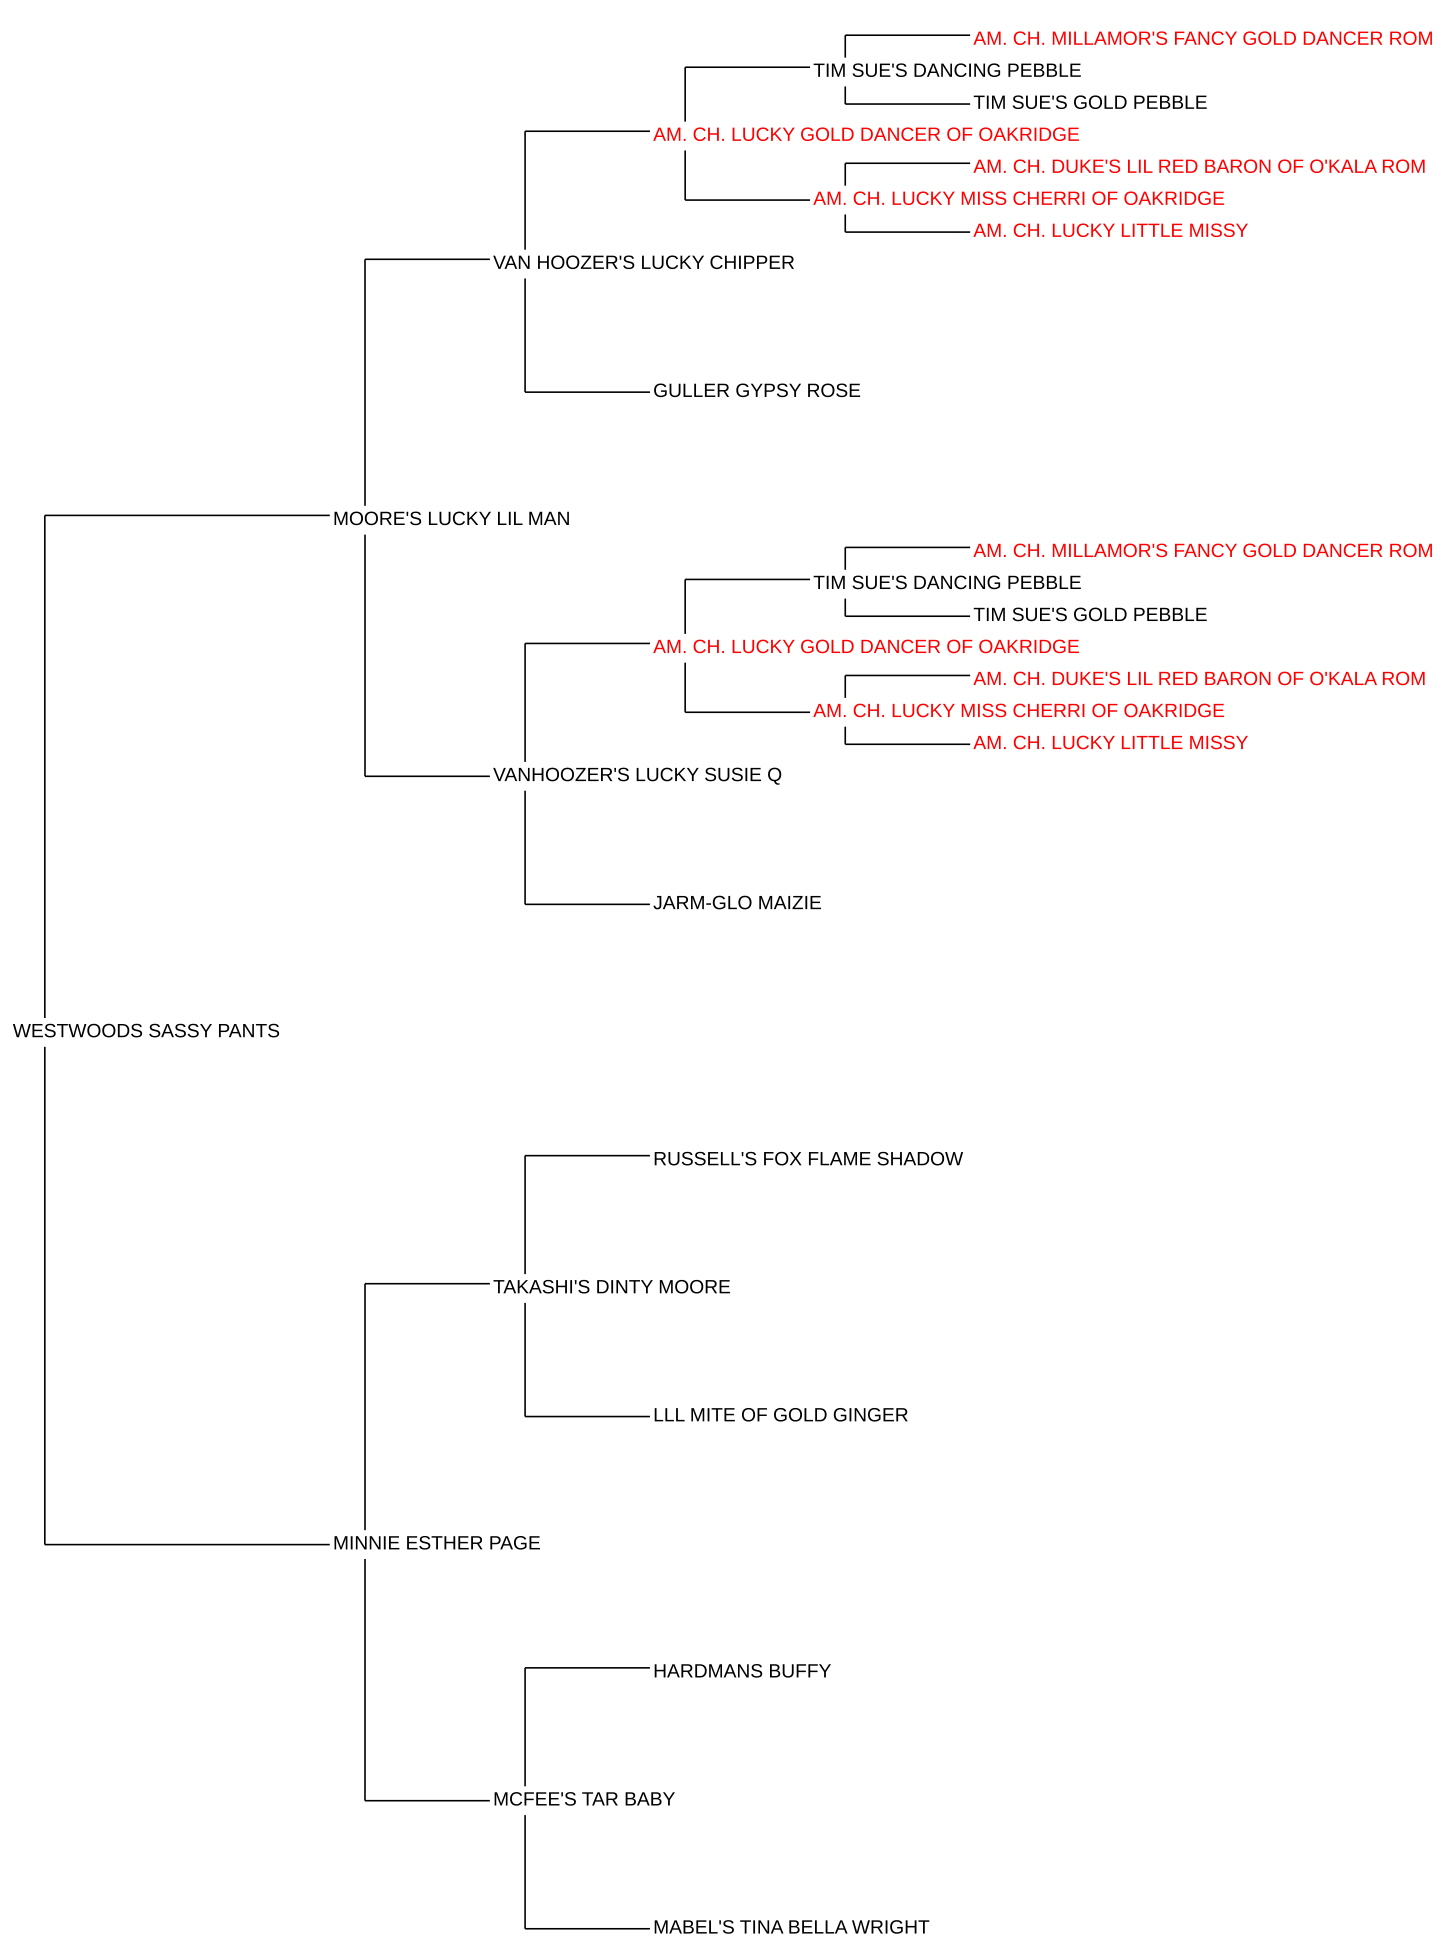 AM. CH. MILLAMOR'S FANCY GOLD DANCER ROM
TIM SUE'S DANCING PEBBLE
TIM SUE'S GOLD PEBBLE
AM. CH. LUCKY GOLD DANCER OF OAKRIDGE
AM. CH. DUKE'S LIL RED BARON OF O'KALA ROM
AM. CH. LUCKY MISS CHERRI OF OAKRIDGE
AM. CH. LUCKY LITTLE MISSY
VAN HOOZER'S LUCKY CHIPPER
GULLER GYPSY ROSE
MOORE'S LUCKY LIL MAN
AM. CH. MILLAMOR'S FANCY GOLD DANCER ROM
TIM SUE'S DANCING PEBBLE
TIM SUE'S GOLD PEBBLE
AM. CH. LUCKY GOLD DANCER OF OAKRIDGE
AM. CH. DUKE'S LIL RED BARON OF O'KALA ROM
AM. CH. LUCKY MISS CHERRI OF OAKRIDGE
AM. CH. LUCKY LITTLE MISSY
VANHOOZER'S LUCKY SUSIE Q
JARM-GLO MAIZIE
WESTWOODS SASSY PANTS
RUSSELL'S FOX FLAME SHADOW
TAKASHI'S DINTY MOORE
LLL MITE OF GOLD GINGER
MINNIE ESTHER PAGE
HARDMANS BUFFY
MCFEE'S TAR BABY
MABEL'S TINA BELLA WRIGHT